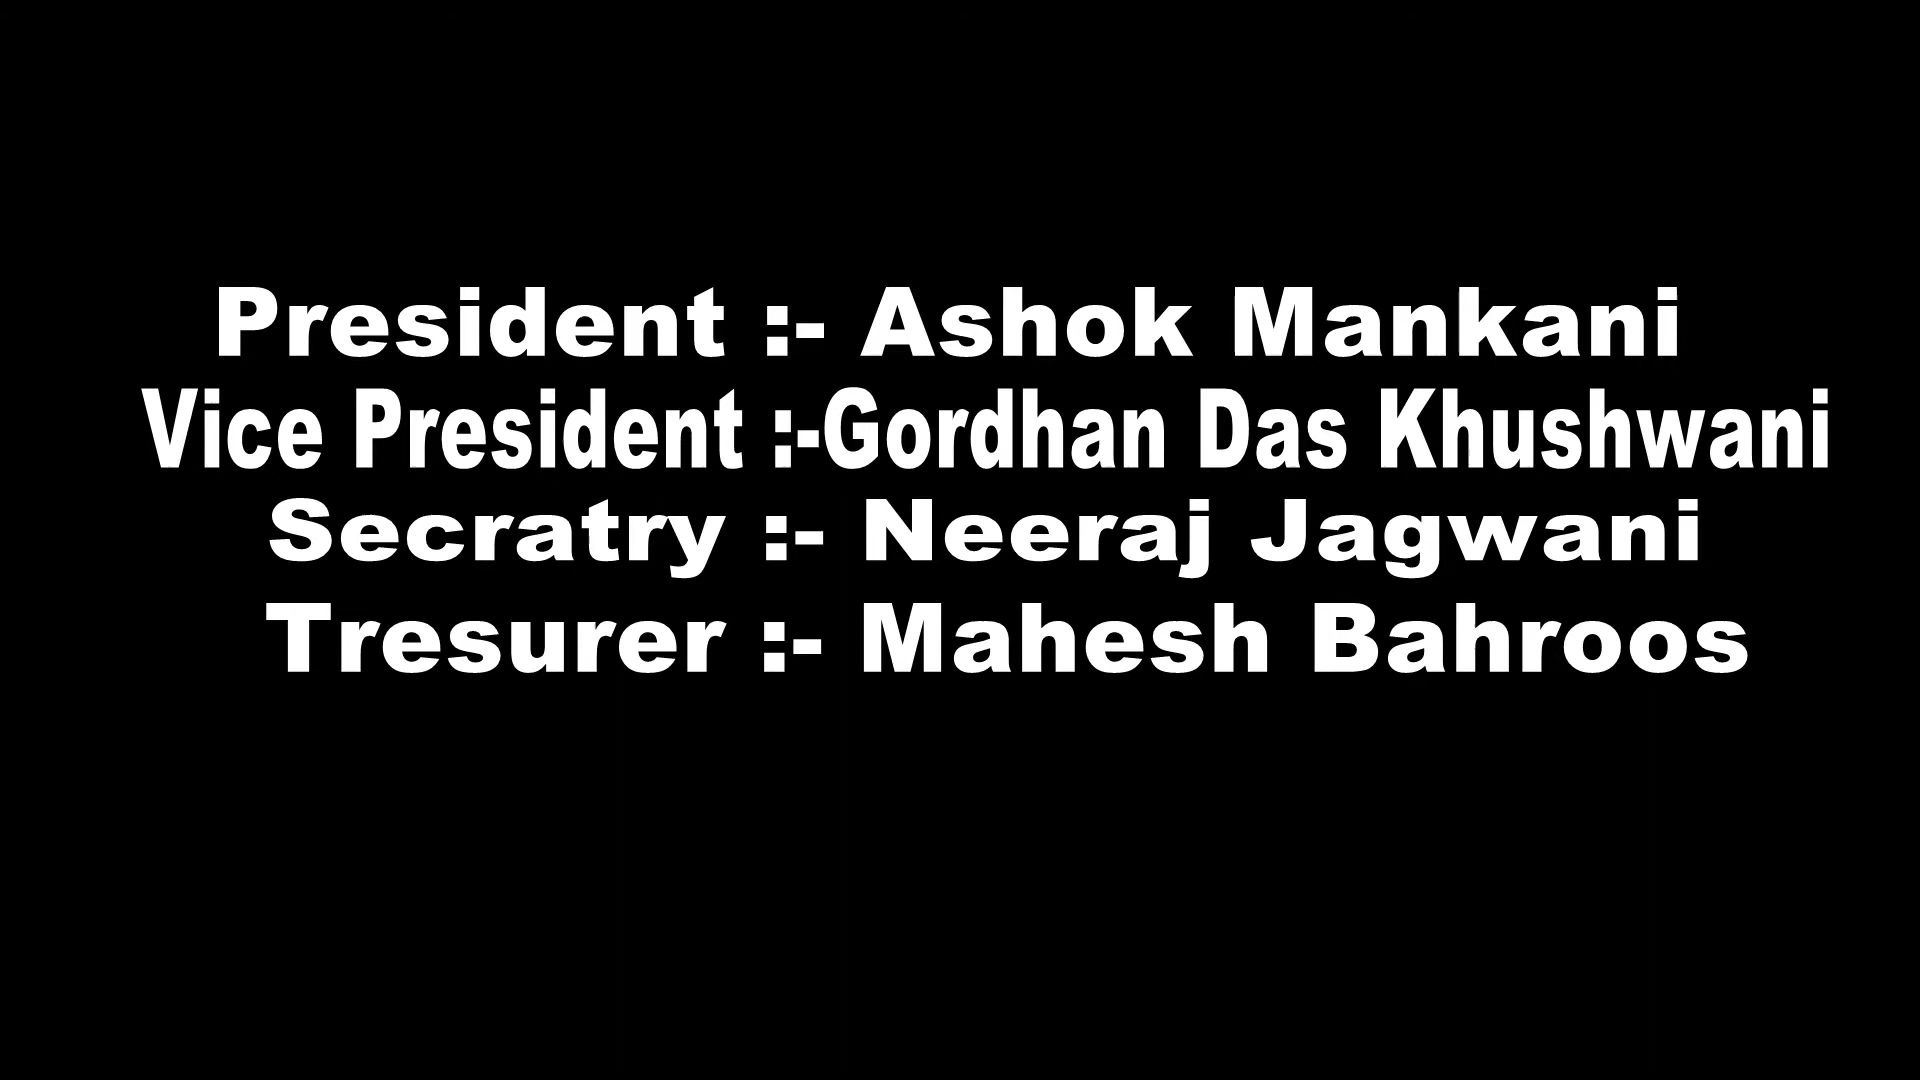 President :- Ashok Mankani
Vice President :-Gordhan Das Khushwani
Secratry :- Neeraj Jagwani
Tresurer :- Mahesh Bahroos